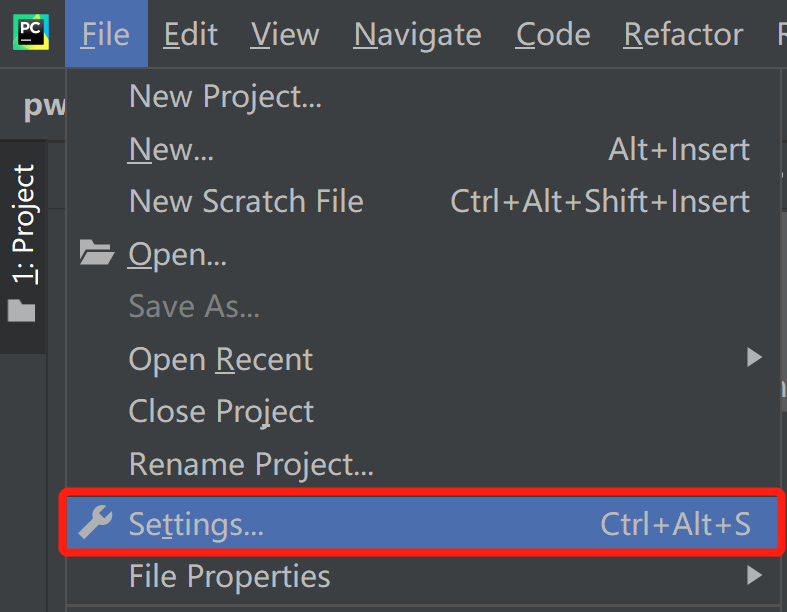 PC
File Edit View Navigate Code Refactor
pw
1: Project
New Project...
New... Alt+Insert
New Scratch File Ctrl+Alt+Shift+Insert
Open...
Save As...
Open Recent
Close Project
Rename Project...
Settings... Ctrl+Alt+S
File Properties